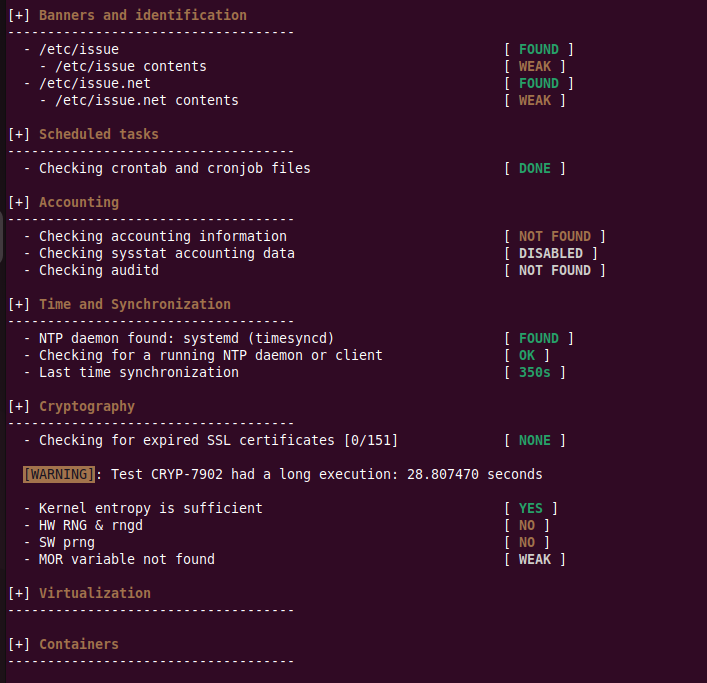 [+] Banners and identification
------------------------------------
  - /etc/issue                                                [ FOUND ]
    - /etc/issue contents                                     [ WEAK ]
  - /etc/issue.net                                            [ FOUND ]
    - /etc/issue.net contents                                 [ WEAK ]

[+] Scheduled tasks
------------------------------------
  - Checking crontab and cronjob files                        [ DONE ]

[+] Accounting
------------------------------------
  - Checking accounting information                           [ NOT FOUND ]
  - Checking sysstat accounting data                          [ DISABLED ]
  - Checking auditd                                           [ NOT FOUND ]

[+] Time and Synchronization
------------------------------------
  - NTP daemon found: systemd (timesyncd)                     [ FOUND ]
  - Checking for a running NTP daemon or client               [ OK ]
  - Last time synchronization                                 [ 350s ]

[+] Cryptography
------------------------------------
  - Checking for expired SSL certificates [0/151]             [ NONE ]

  [WARNING]: Test CRYP-7902 had a long execution: 28.807470 seconds

  - Kernel entropy is sufficient                              [ YES ]
  - HW RNG & rngd                                             [ NO ]
  - SW prng                                                   [ NO ]
  - MOR variable not found                                    [ WEAK ]

[+] Virtualization
------------------------------------

[+] Containers
------------------------------------